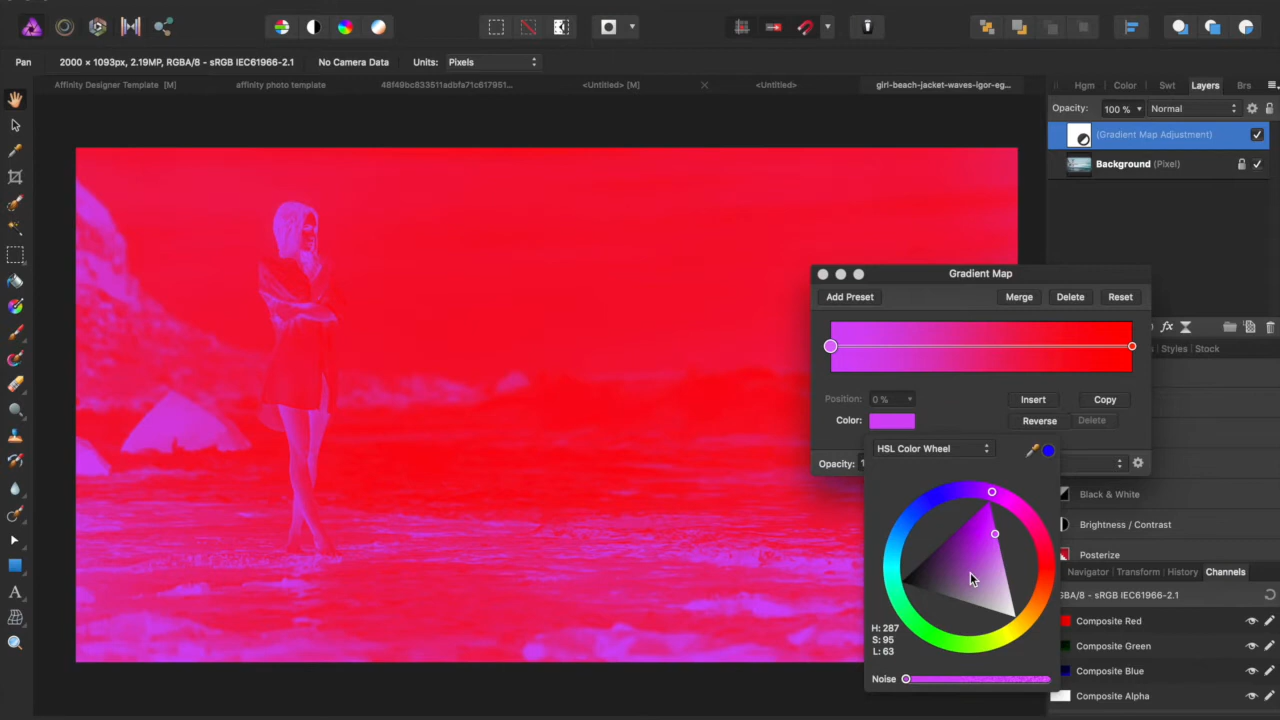 Pan
2000 × 1093px, 2.19MP, RGBA/8 - sRGB IEC61966-2.1
No Camera Data
Units:
Pixels
Affinity Designer Template [M]
affinity photo template
48f49bc833511adbfa71c617951...
<Untitled> [M]
<Untitled>
girl-beach-jacket-waves-igor-eg...
Hgm
Color
Swt
Layers
Brs
Opacity:
100 %
Normal
(Gradient Map Adjustment)
Background (Pixel)
Gradient Map
Add Preset
Merge
Delete
Reset
Position:
0 %
Insert
Copy
Color:
Reverse
Delete
Opacity:
HSL Color Wheel
H: 287
S: 95
L: 63
Noise
fx
Styles
Stock
Black & White
Brightness / Contrast
Posterize
Navigator
Transform
History
Channels
GBA/8 - sRGB IEC61966-2.1
Composite Red
Composite Green
Composite Blue
Composite Alpha
A